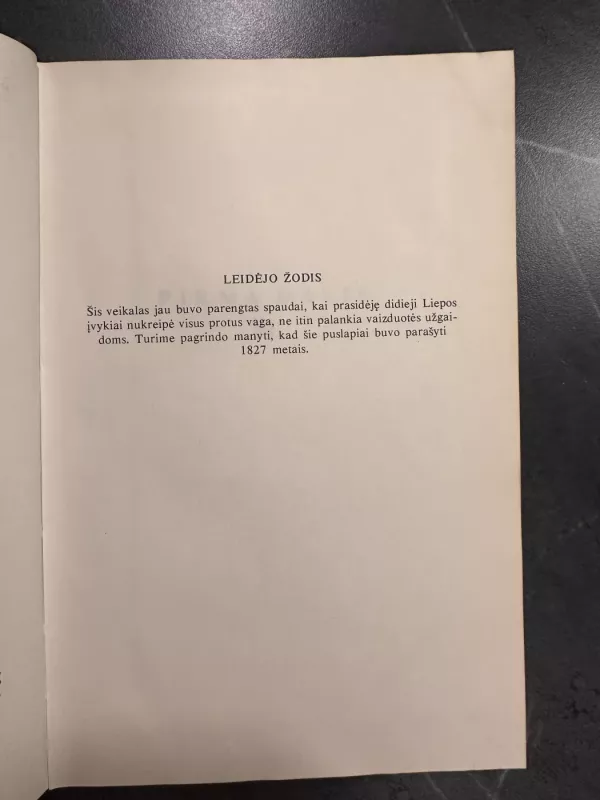 LEIDĖJO ŽODIS
Šis veikalas jau buvo parengtas spaudai, kai prasidėję didieji Liepos
įvykiai nukreipė visus protus vaga, ne itin palankia vaizduotės užgai-
doms. Turime pagrindo manyti, kad šie puslapiai buvo parašyti
1827 metais.